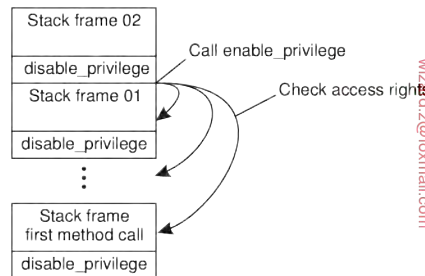 Stack frame 02
Call enable_privilege
disable_privilege
Stack frame 01
Check access rights
disable_privilege
Stack frame
first method call
disable_privilege